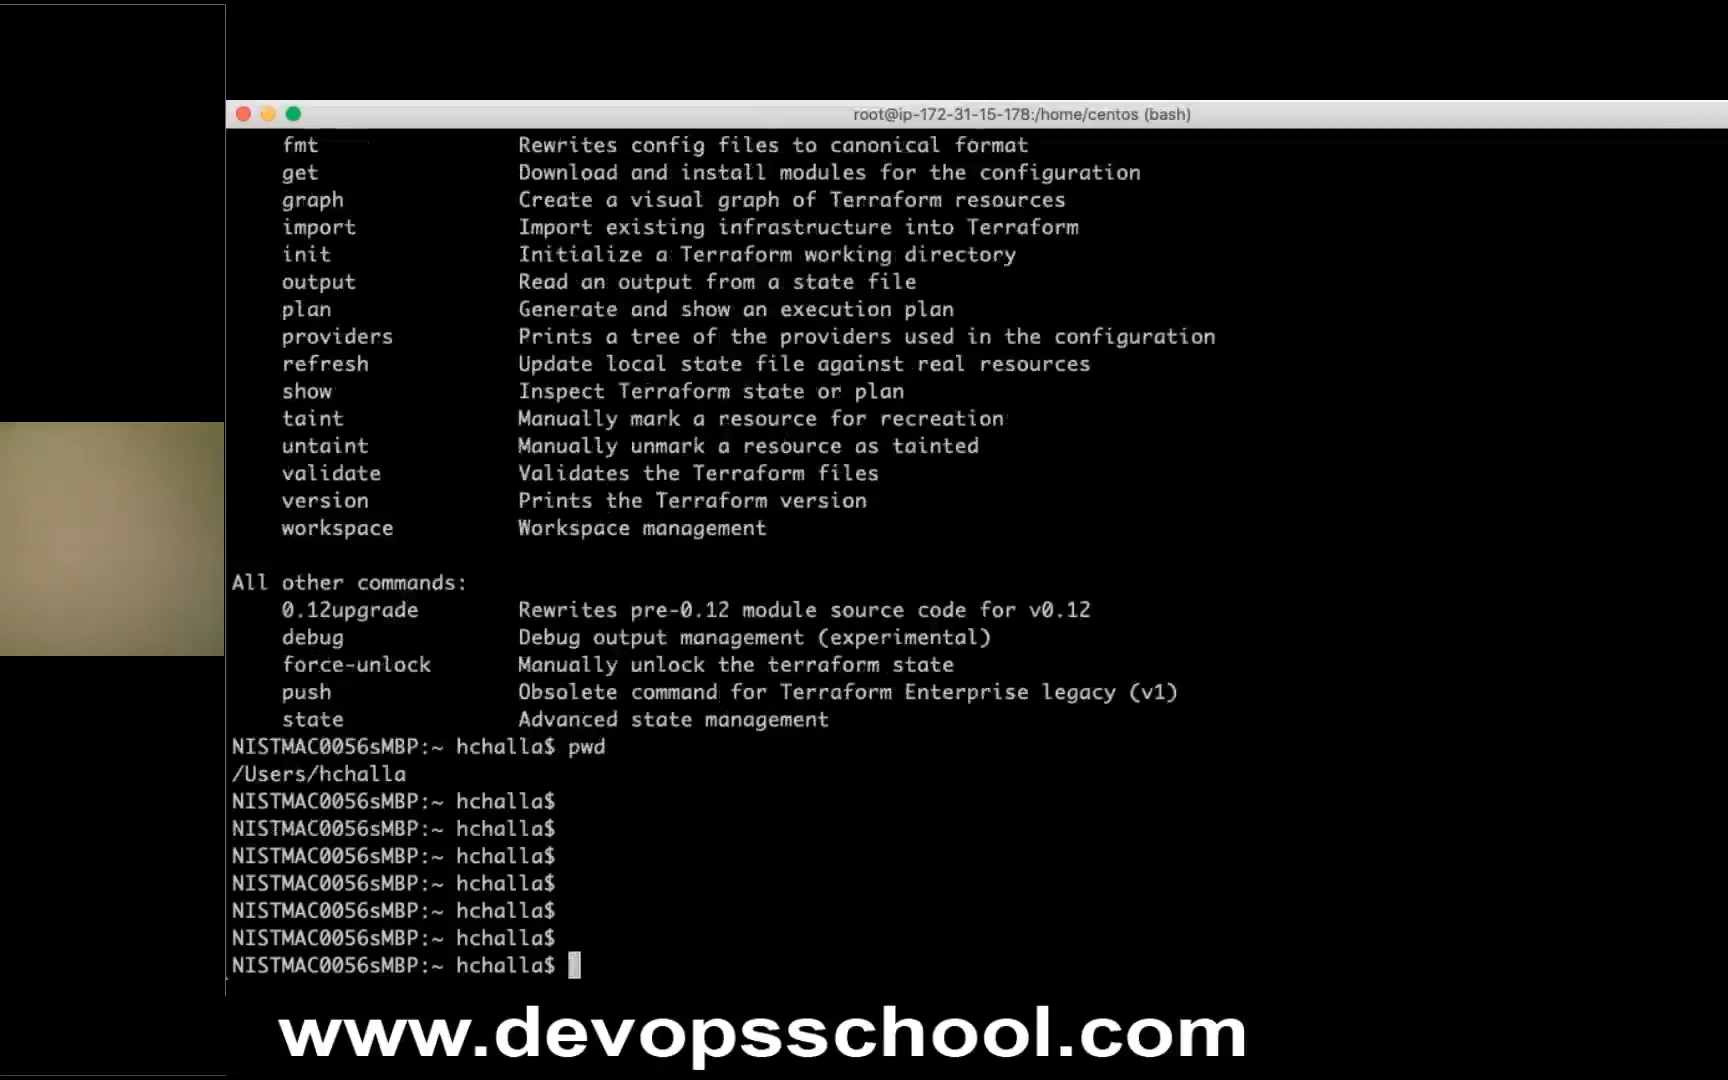 root@ip-172-31-15-178:/home/centos (bash)
fmt Rewrites config files to canonical format
get Download and install modules for the configuration
graph Create a visual graph of Terraform resources
import Import existing infrastructure into Terraform
init Initialize a Terraform working directory
output Read an output from a state file
plan Generate and show an execution plan
providers Prints a tree of the providers used in the configuration
refresh Update local state file against real resources
show Inspect Terraform state or plan
taint Manually mark a resource for recreation
untaint Manually unmark a resource as tainted
validate Validates the Terraform files
version Prints the Terraform version
workspace Workspace management
All other commands:
0.12upgrade Rewrites pre-0.12 module source code for v0.12
debug Debug output management (experimental)
force-unlock Manually unlock the terraform state
push Obsolete command for Terraform Enterprise legacy (v1)
state Advanced state management
NISTMAC0056sMBP:~ hchalla$ pwd
/Users/hchalla
NISTMAC0056sMBP:~ hchalla$
NISTMAC0056sMBP:~ hchalla$
NISTMAC0056sMBP:~ hchalla$
NISTMAC0056sMBP:~ hchalla$
NISTMAC0056sMBP:~ hchalla$
NISTMAC0056sMBP:~ hchalla$
NISTMAC0056sMBP:~ hchalla$
www.devopsschool.com